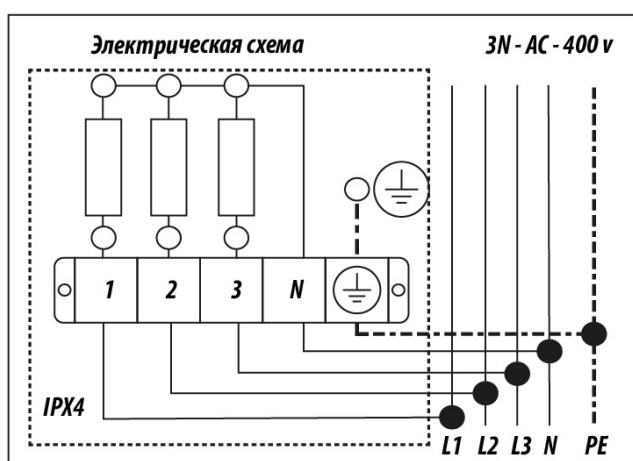 Электрическая схема
3N - AC - 400 v
1 2 3 N
IPX4
L1 L2 L3 N PE